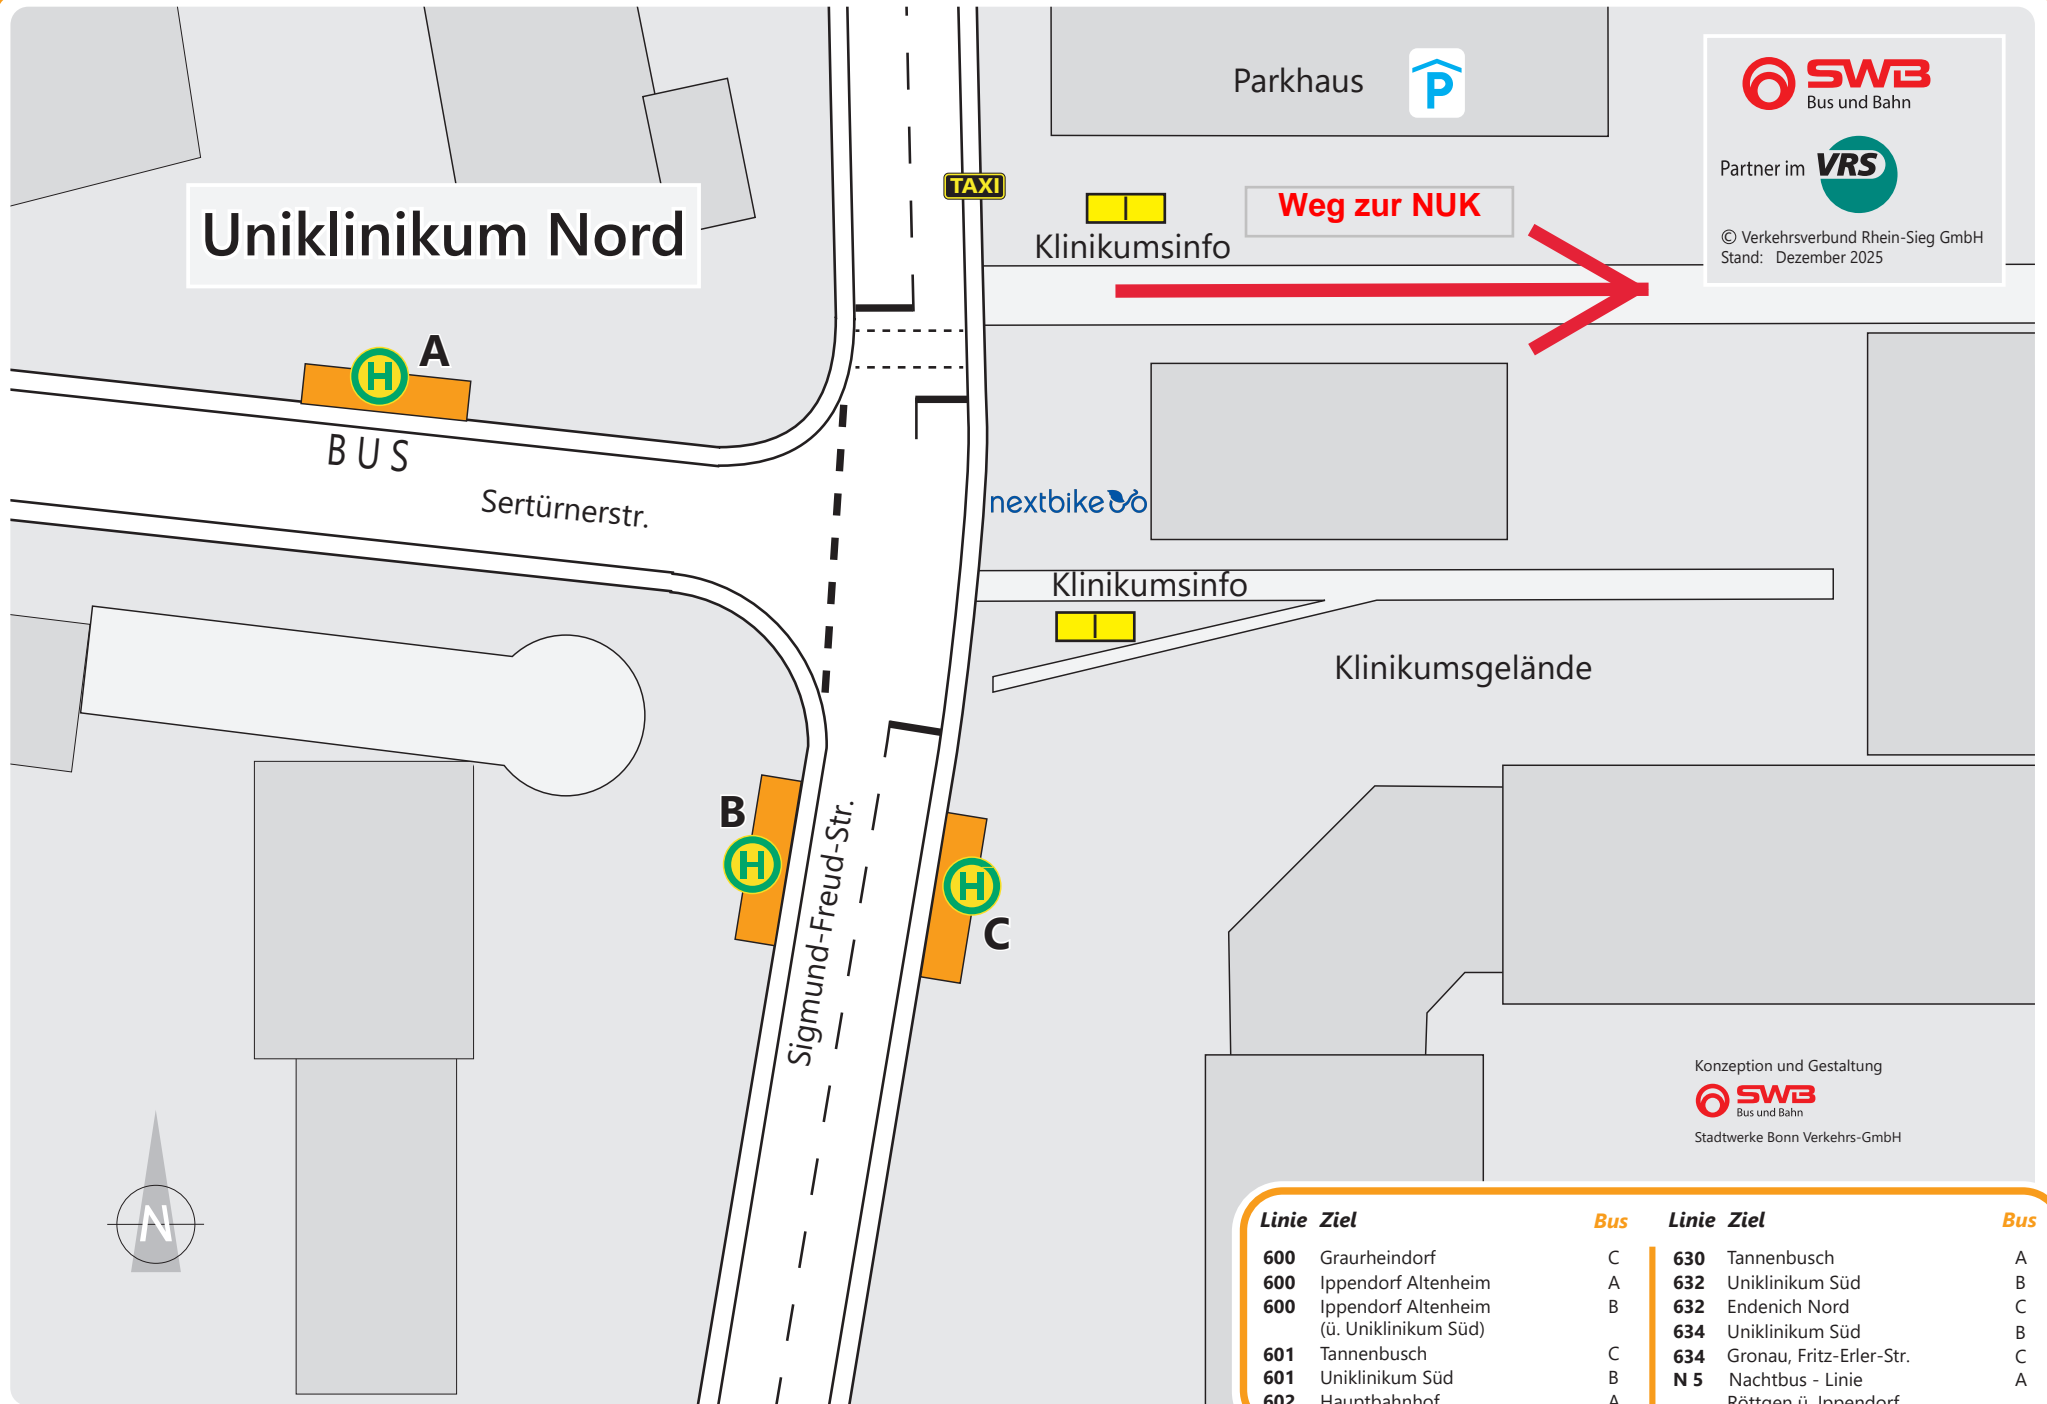 Parkhaus
P
SWB
Bus und Bahn
Partner im VRS
© Verkehrsverbund Rhein-Sieg GmbH
Stand: Dezember 2025
TAXI
Weg zur NUK
Klinikumsinfo
Uniklinikum Nord
H
A
BUS
Sertürnerstr.
nextbike
Klinikumsinfo
Klinikumsgelände
B
H
Sigmund-Freud-Str.
H
C
Konzeption und Gestaltung
SWB
Bus und Bahn
Stadtwerke Bonn Verkehrs-GmbH
N
Linie Ziel Bus
600 Graurheindorf C
600 Ippendorf Altenheim A
600 Ippendorf Altenheim B
(ü. Uniklinikum Süd)
601 Tannenbusch C
601 Uniklinikum Süd B
602 Hauptbahnhof A
Linie Ziel Bus
630 Tannenbusch A
632 Uniklinikum Süd B
632 Endenich Nord C
634 Uniklinikum Süd B
634 Gronau, Fritz-Erler-Str. C
N 5 Nachtbus - Linie A
Röttgen ü. Ippendorf